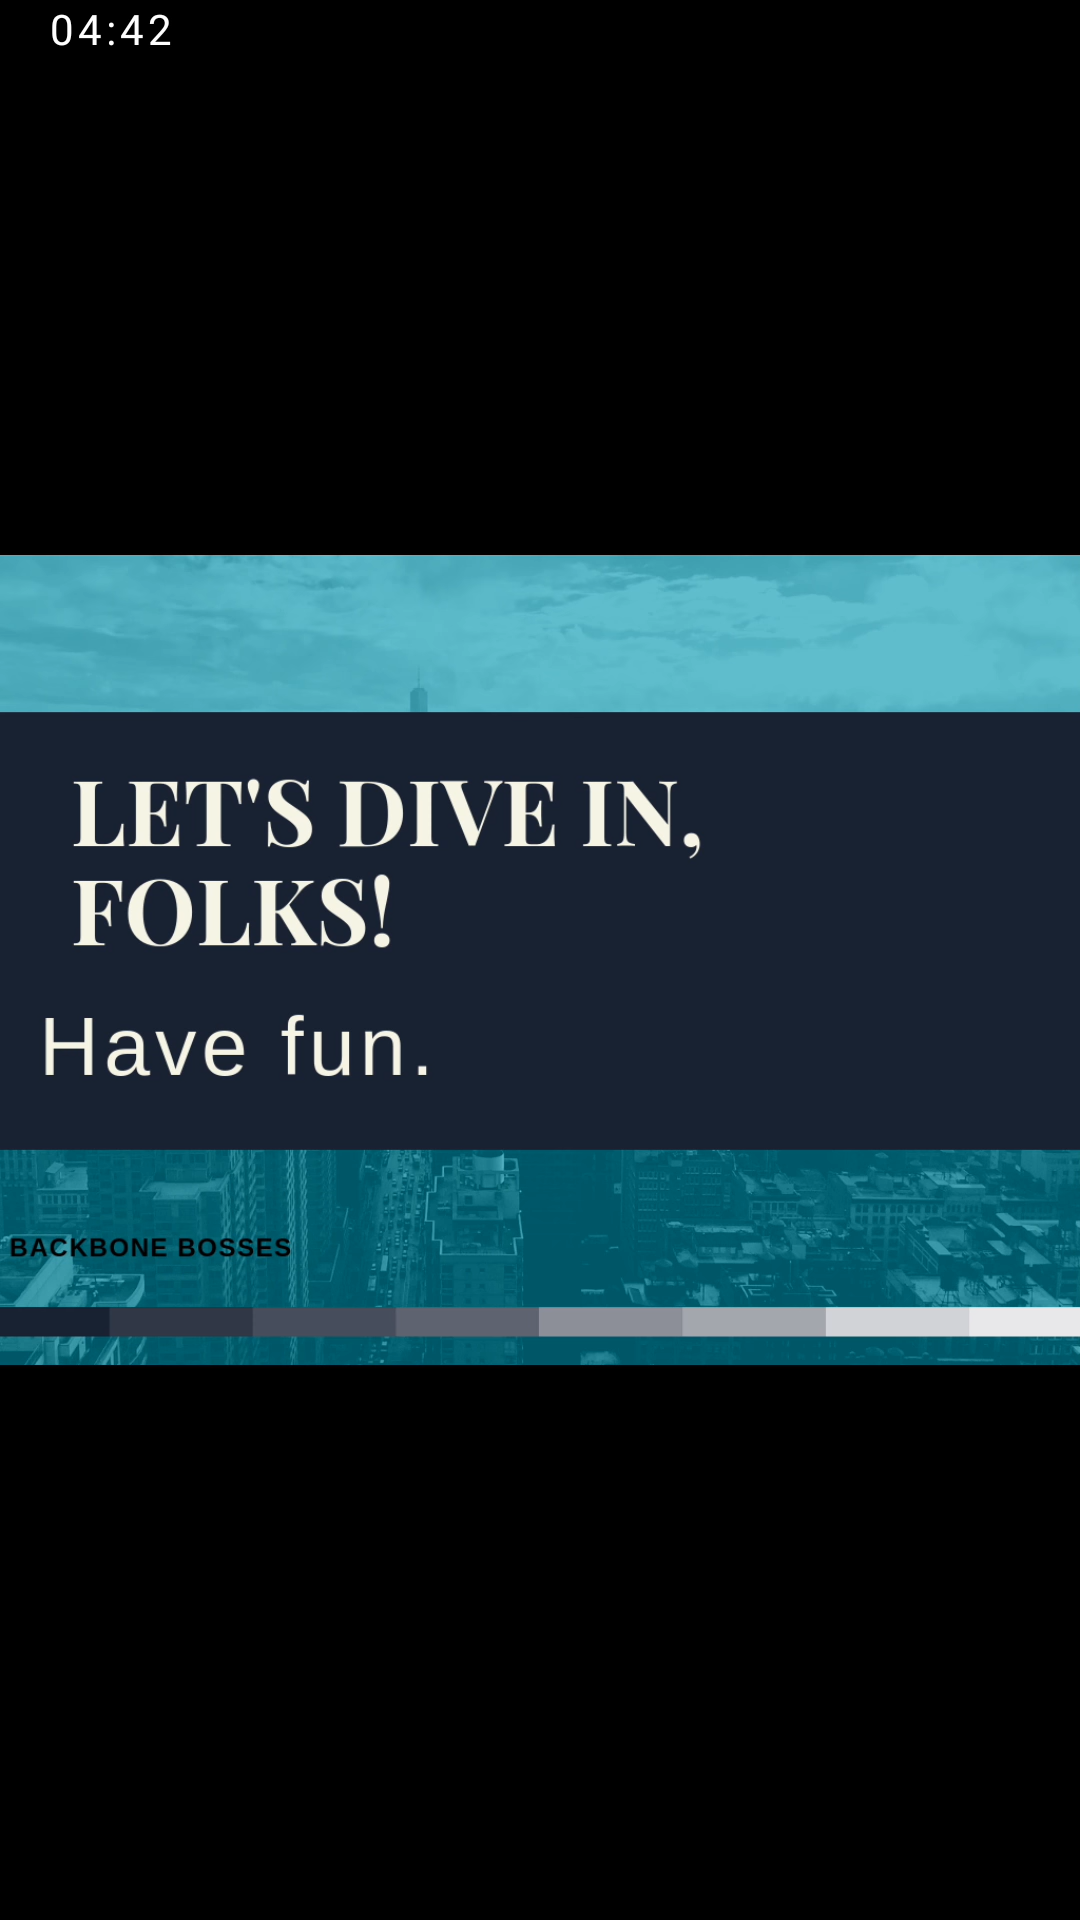 04:42
LET'S DIVE IN,
FOLKS!
Have fun.
BACKBONE BOSSES